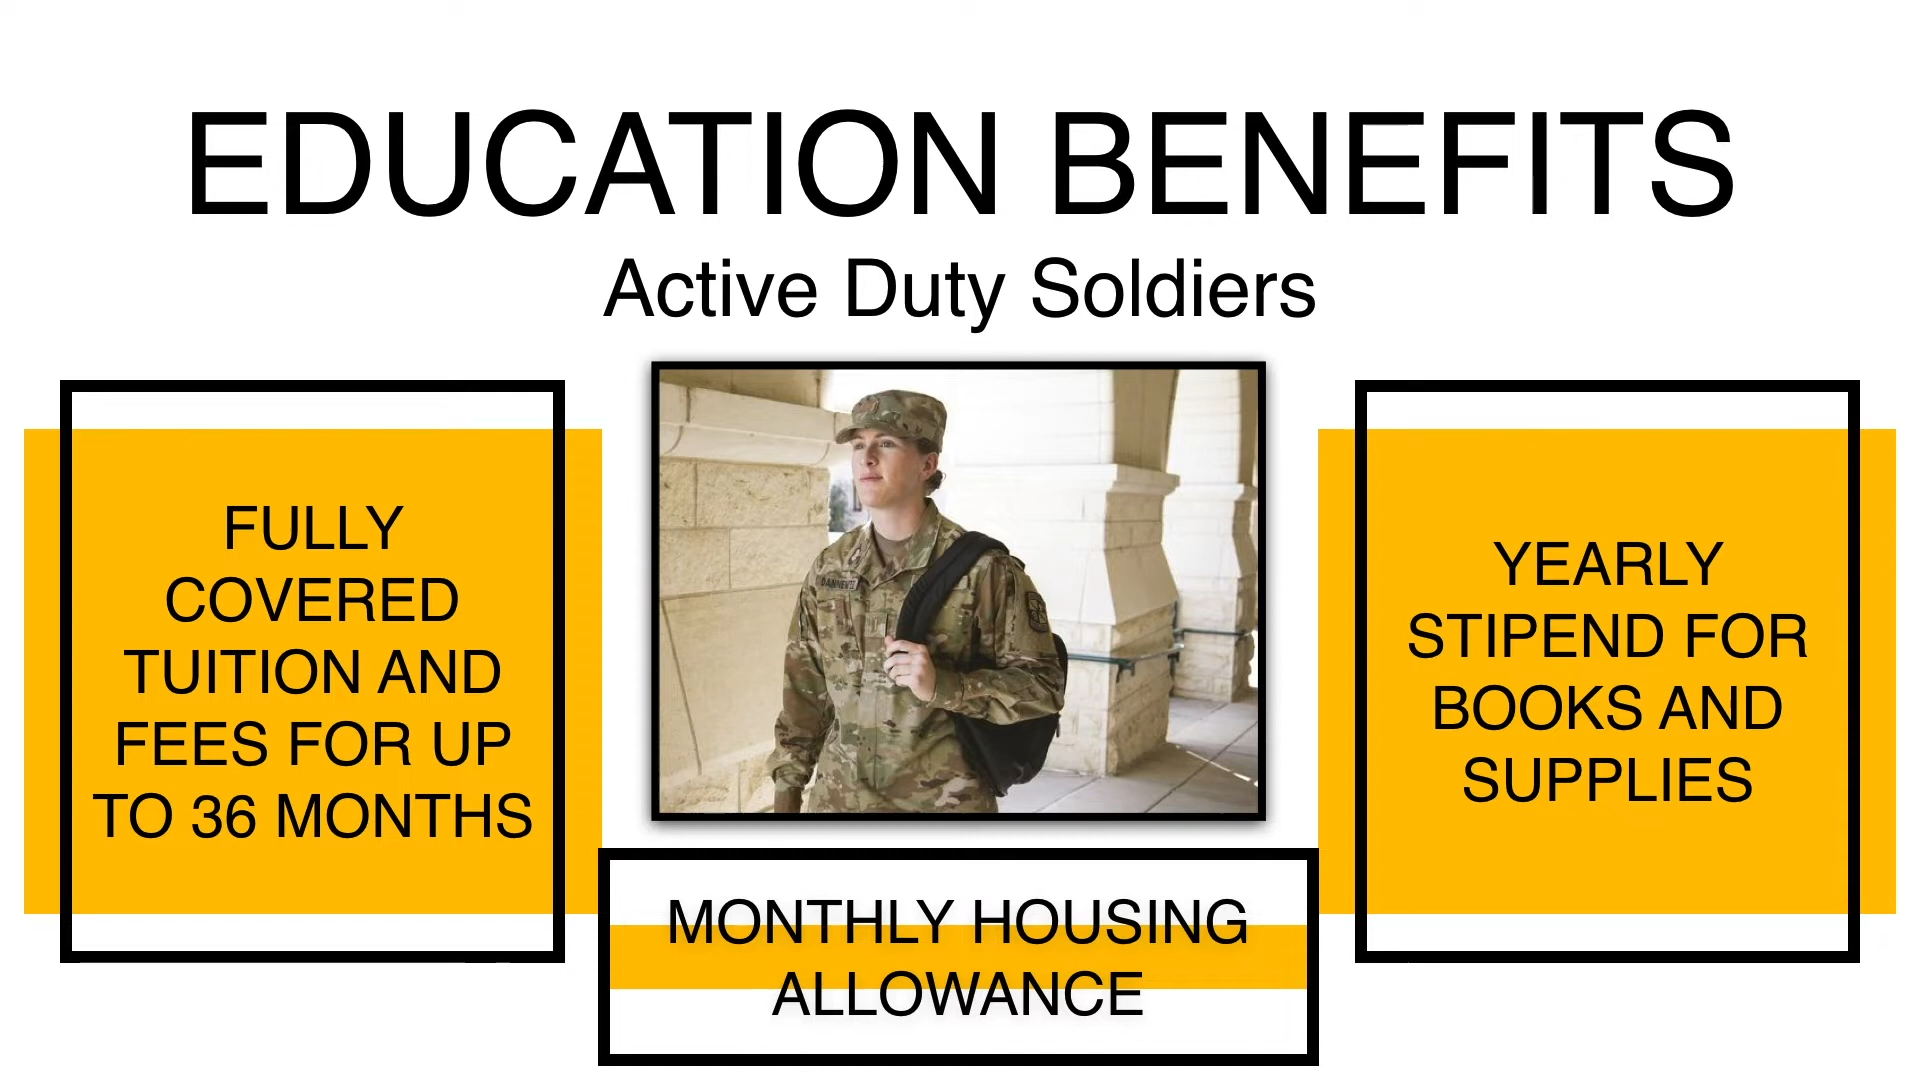 EDUCATION BENEFITS
Active Duty Soldiers
FULLY
COVERED
TUITION AND
FEES FOR UP
TO 36 MONTHS
YEARLY
STIPEND FOR
BOOKS AND
SUPPLIES
MONTHLY HOUSING
ALLOWANCE